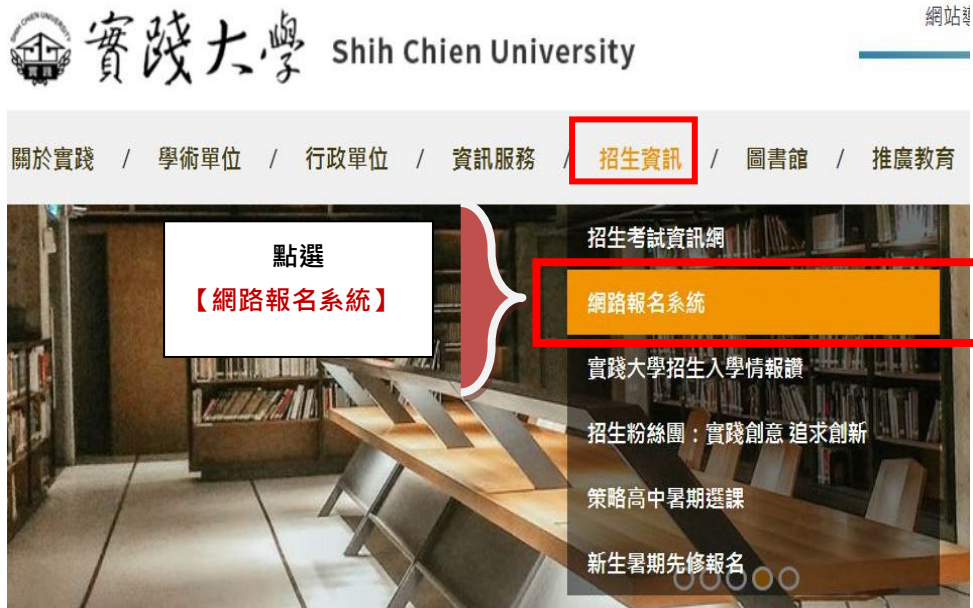 網站
實踐大學 Shih Chien University
關於實踐 / 學術單位 / 行政單位 / 資訊服務 / 招生資訊 / 圖書館 / 推廣教育
點選
【網路報名系統】
招生考試資訊網
網路報名系統
實踐大學招生入學情報讚
招生粉絲團：實踐創意 追求創新
策略高中暑期選課
新生暑期先修報名